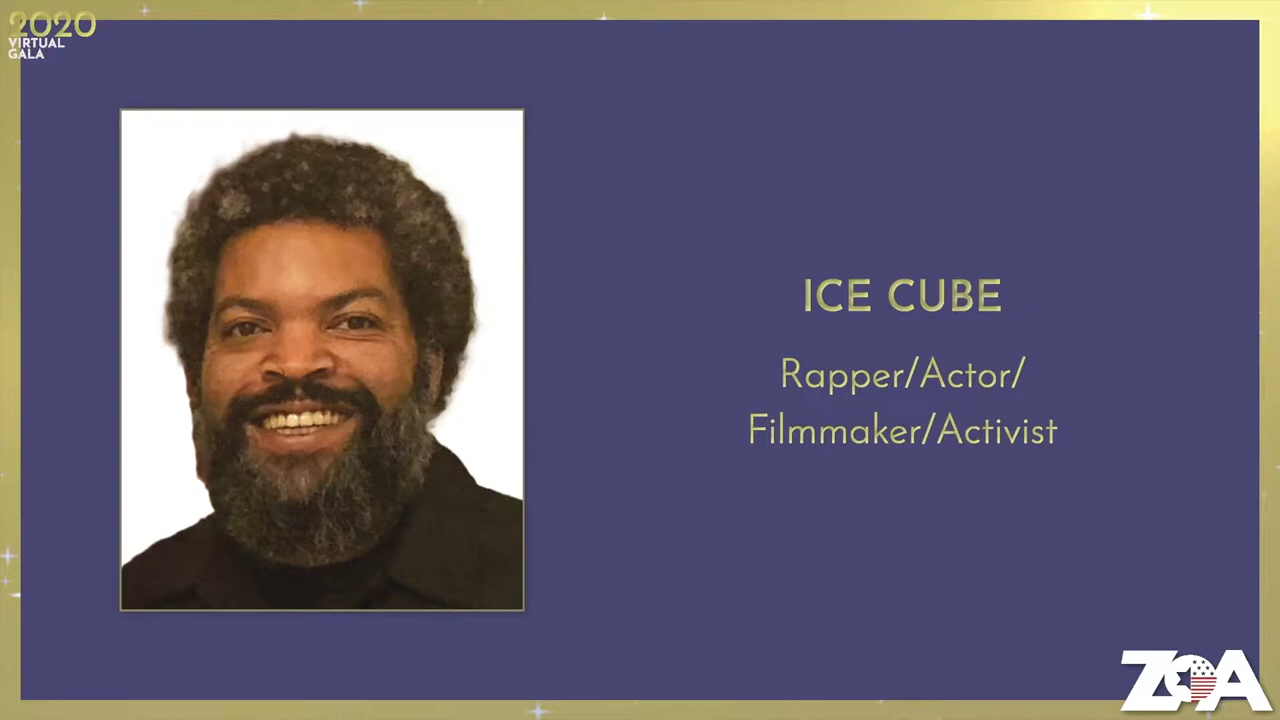 2020
VIRTUAL
GALA
ICE CUBE
Rapper/Actor/
Filmmaker/Activist
ZOA